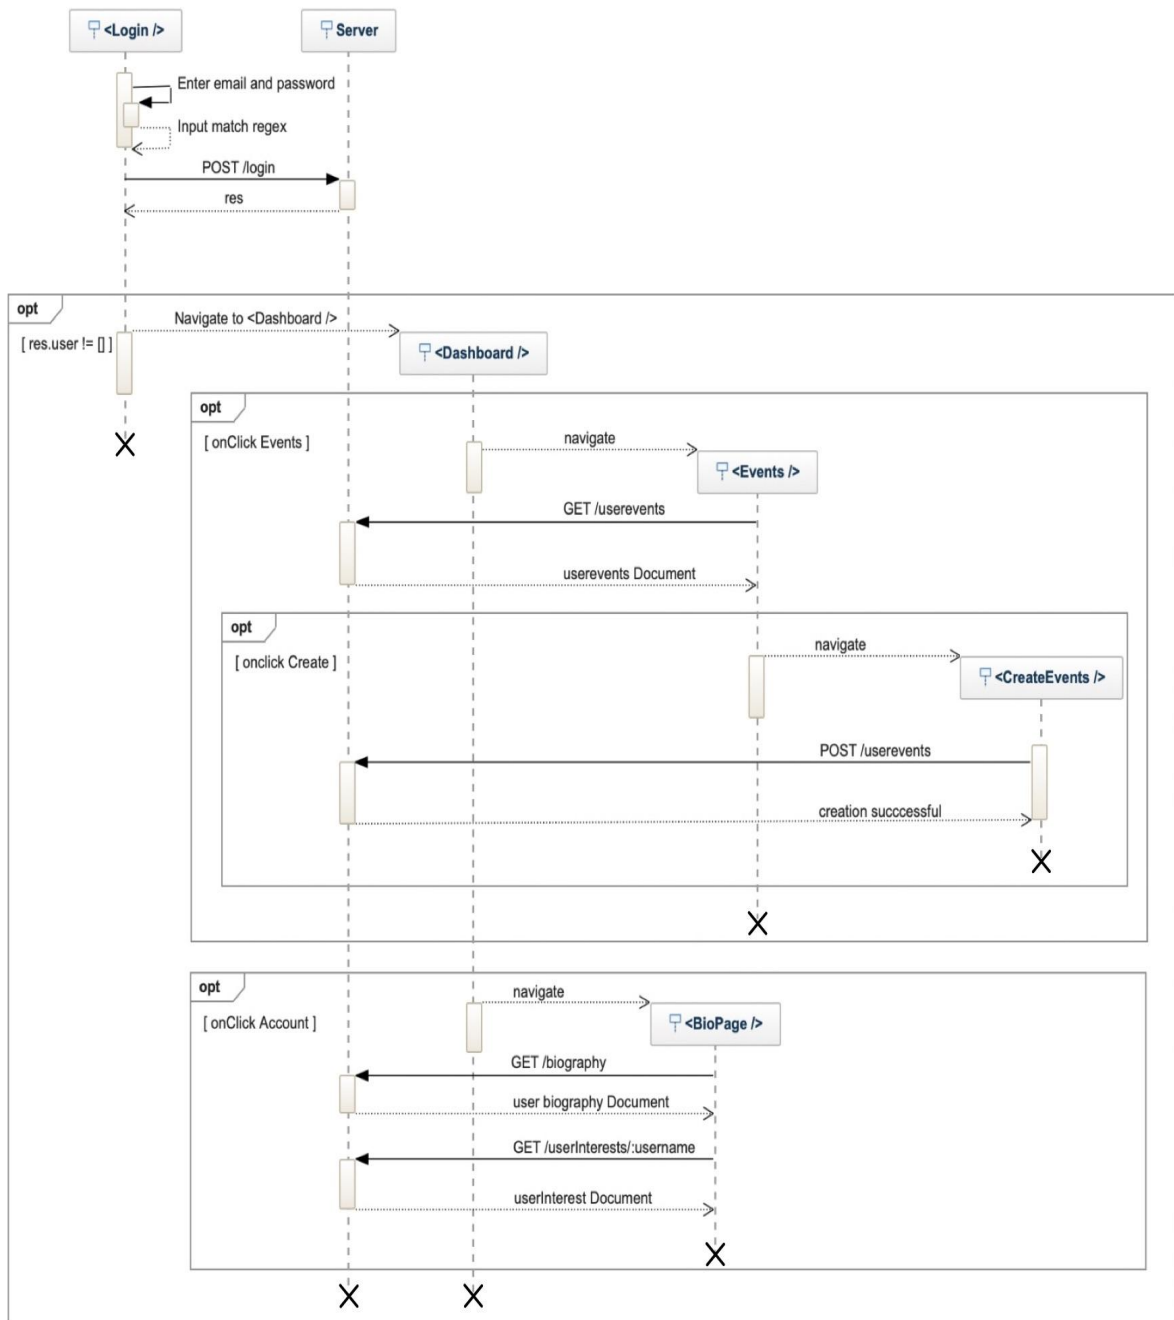 <Login />
Server
Enter email and password
Input match regex
POST /login
res
opt
Navigate to <Dashboard />
[ res.user != [] ]
<Dashboard />
opt
[ onClick Events ]
navigate
<Events />
GET /userevents
userevents Document
opt
[ onclick Create ]
navigate
<CreateEvents />
POST /userevents
creation succcessful
opt
[ onClick Account ]
navigate
<BioPage />
GET /biography
user biography Document
GET /userInterests/:username
userInterest Document